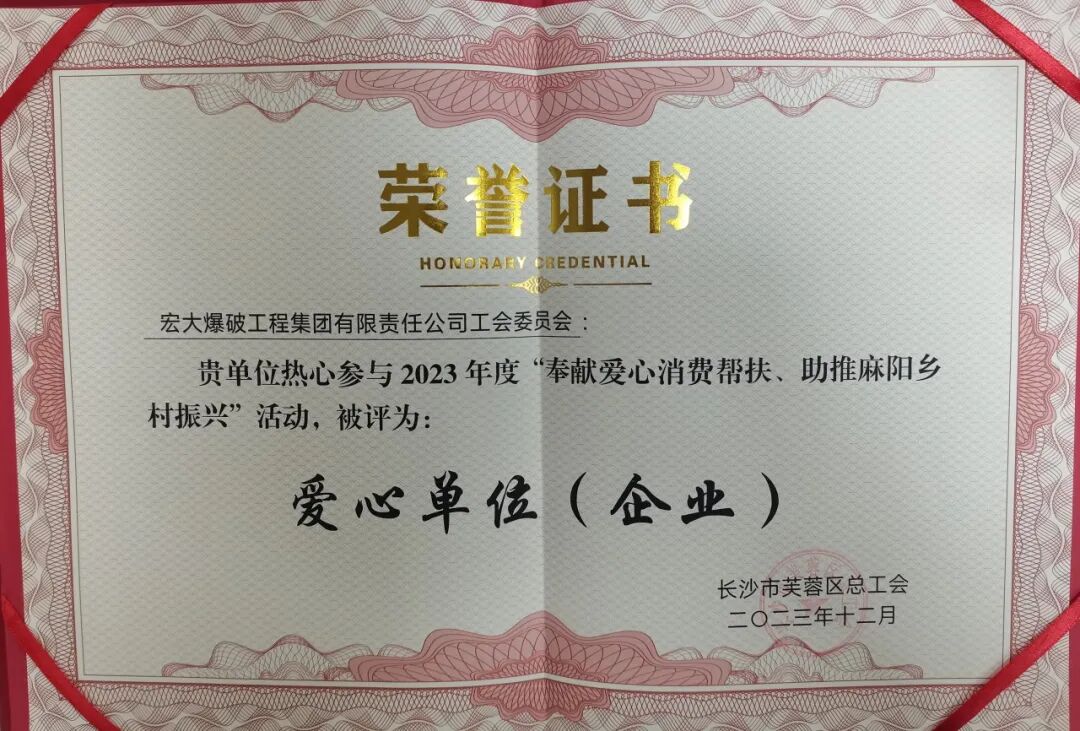 荣誉证书
HONORARY CREDENTIAL
宏大爆破工程集团有限责任公司工会委员会：
贵单位热心参与 2023 年度“奉献爱心消费帮扶、助推麻阳乡
村振兴”活动，被评为：
爱心单位（企业）
长沙市芙蓉区总工会
二〇二三年十二月